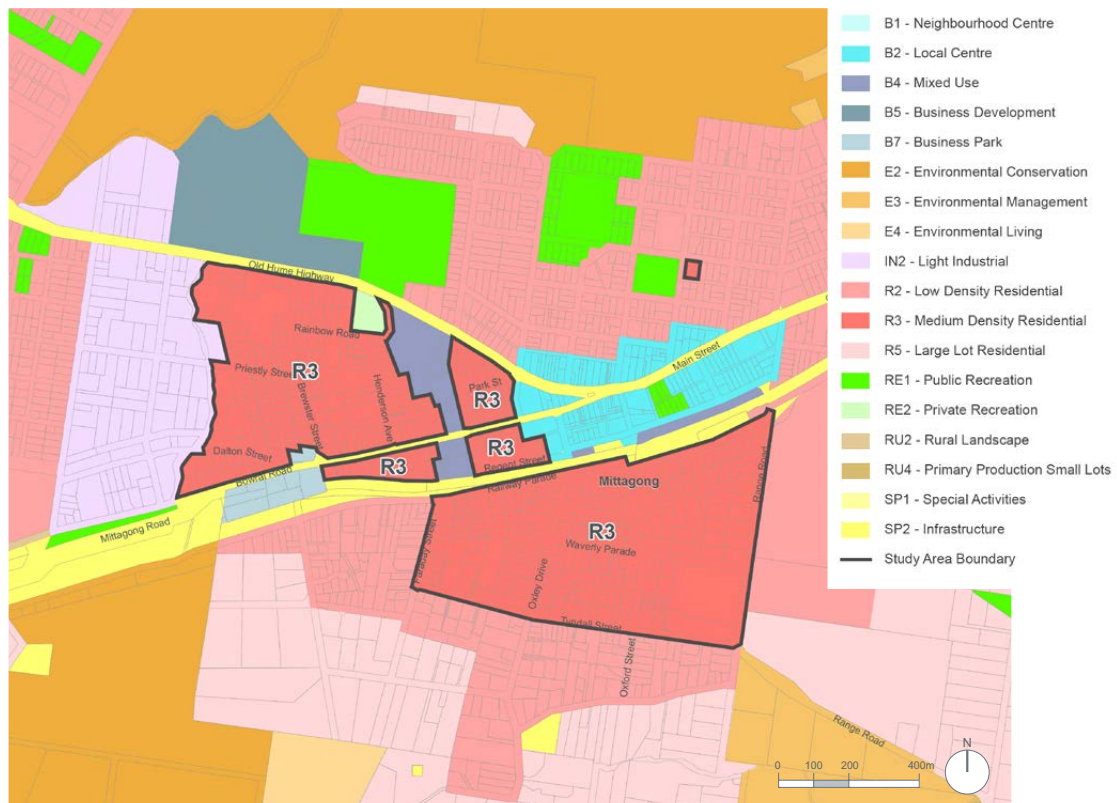 B1 - Neighbourhood Centre
B2 - Local Centre
B4 - Mixed Use
B5 - Business Development
B7 - Business Park
E2 - Environmental Conservation
E3 - Environmental Management
E4 - Environmental Living
IN2 - Light Industrial
R2 - Low Density Residential
R3 - Medium Density Residential
R5 - Large Lot Residential
RE1 - Public Recreation
RE2 - Private Recreation
RU2 - Rural Landscape
RU4 - Primary Production Small Lots
SP1 - Special Activities
SP2 - Infrastructure
Study Area Boundary
Old Hume Highway
Rainbow Road
Main Street
Priestly Street
R3
Brewster Street
Henderson Ave
Park St
R3
Dalton Street
R3
R3
Regent Street
Bowral Road
Railway Parade
Mittagong
Range Road
Mittagong Road
R3
Waverly Parade
Faraday Street
Oxley Drive
Tyndall Street
Oxford Street
Range Road
N
0 100 200 400m